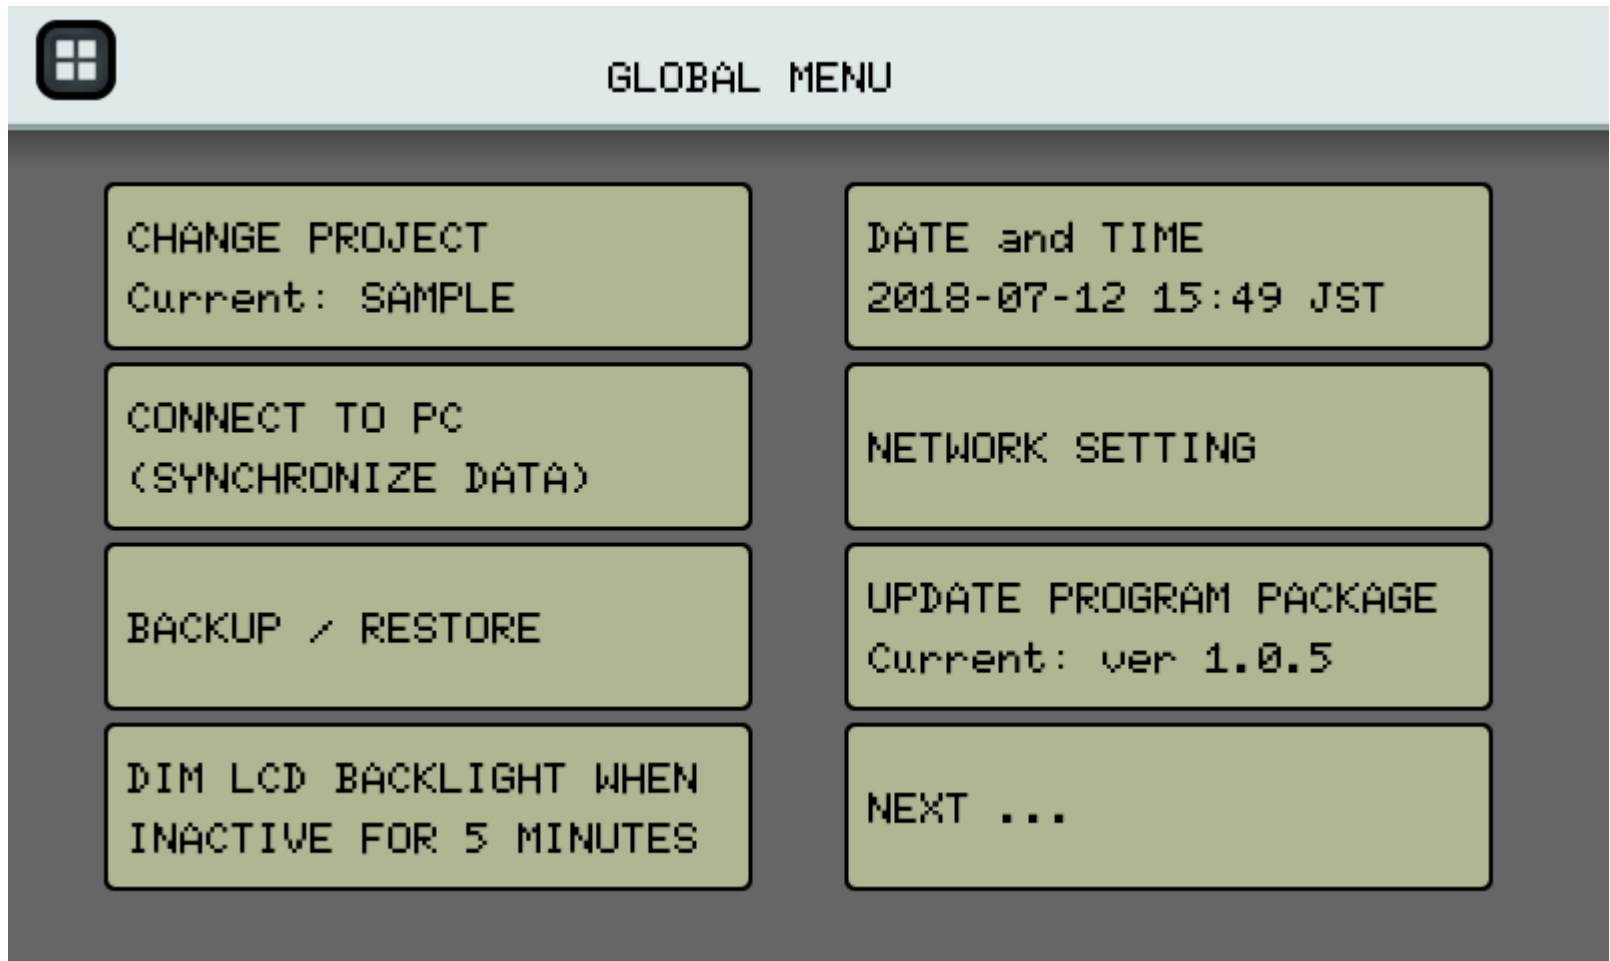 GLOBAL MENU
CHANGE PROJECT
Current: SAMPLE
DATE and TIME
2018-07-12 15:49 JST
CONNECT TO PC
(SYNCHRONIZE DATA)
NETWORK SETTING
BACKUP / RESTORE
UPDATE PROGRAM PACKAGE
Current: ver 1.0.5
DIM LCD BACKLIGHT WHEN
INACTIVE FOR 5 MINUTES
NEXT ...